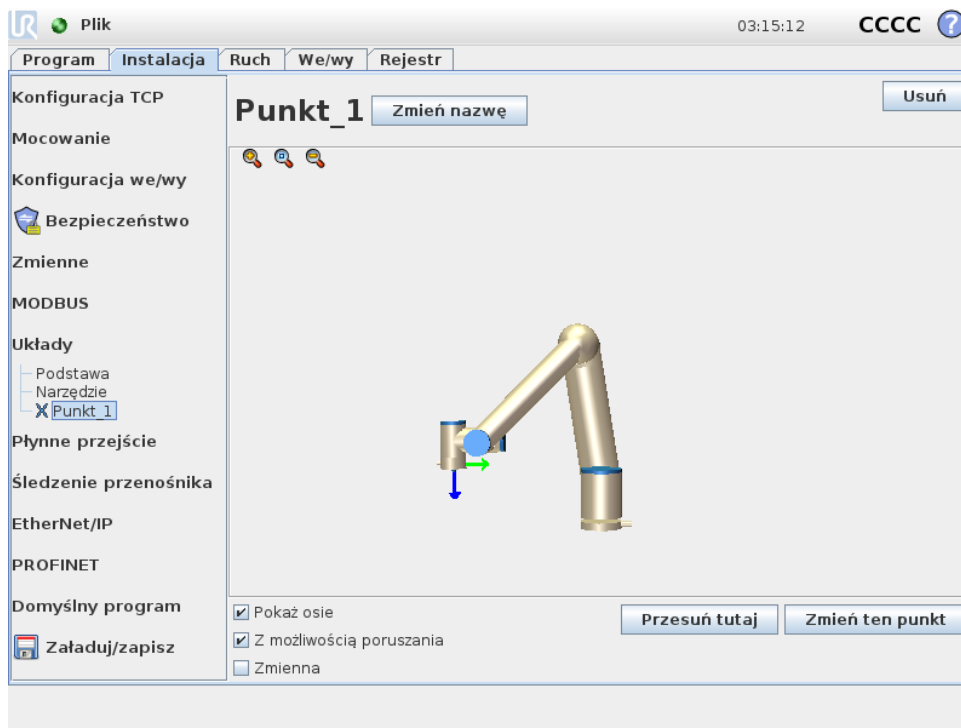 UR Plik 03:15:12 CCCC ?
Program Instalacja Ruch We/wy Rejestr
Konfiguracja TCP
Mocowanie
Konfiguracja we/wy
Bezpieczeństwo
Zmienne
MODBUS
Układy
Podstawa
Narzędzie
Punkt_1
Płynne przejście
Śledzenie przenośnika
EtherNet/IP
PROFINET
Domyślny program
Załaduj/zapisz
Punkt_1 Zmień nazwę Usuń
Pokaż osie
Z możliwością poruszania
Zmienna
Przesuń tutaj Zmień ten punkt